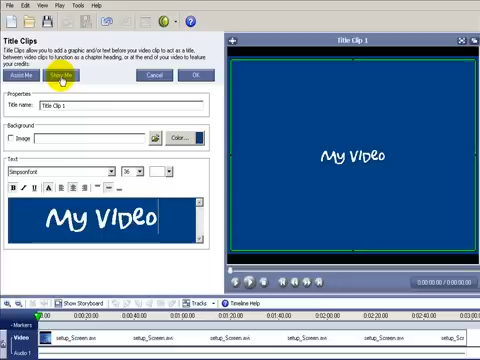 File Edit View Play Tools Help
Title Clips
Title Clips allow you to add a graphic and/or text before your video clip to act as a title,
between video clips to function as a chapter heading, or at the end of your video to feature
your credits.
Assist Me Show Me Cancel OK
Properties
Title name: Title Clip 1
Background
Image Color...
Text
Simpsonfont 36
B I U
My Video
Title Clip 1
My Video
0:00:00.00 / 0:00:00.00
Show Storyboard Tracks Timeline Help
0:00:20.00 0:00:40.00 0:01:00.00 0:01:20.00 0:01:40.00 0:02:00.00 0:02:20.00 0:02:40.00
- Markers
Video setup_Screen.avi setup_Screen.avi setup_Screen.avi setup_Screen.avi setup_Screen.avi
Audio 1